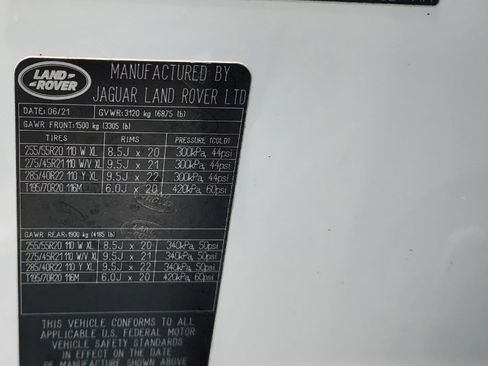 LAND ROVER
MANUFACTURED BY
JAGUAR LAND ROVER LTD
DATE: 06/21 GVWR: 3120 kg (6875 lb)
GAWR FRONT: 1500 kg (3305 lb)
TIRES RIMS PRESSURE (COLD)
255/55R20 110 W XL 8.5J x 20 300kPa, 44psi
275/45R21 110 W/V XL 9.5J x 21 300kPa, 44psi
285/40R22 110 Y XL 9.5J x 22 300kPa, 44psi
T195/70R20 116M 6.0J x 20 420kPa, 60psi
GAWR REAR: 1900 kg (4185 lb)
255/55R20 110 W XL 8.5J x 20 340kPa, 50psi
275/45R21 110 W/V XL 9.5J x 21 340kPa, 50psi
285/40R22 110 Y XL 9.5J x 22 340kPa, 50psi
T195/70R20 116M 6.0J x 20 420kPa, 60psi
THIS VEHICLE CONFORMS TO ALL
APPLICABLE U.S. FEDERAL MOTOR
VEHICLE SAFETY STANDARDS
IN EFFECT ON THE DATE
OF MANUFACTURE SHOWN